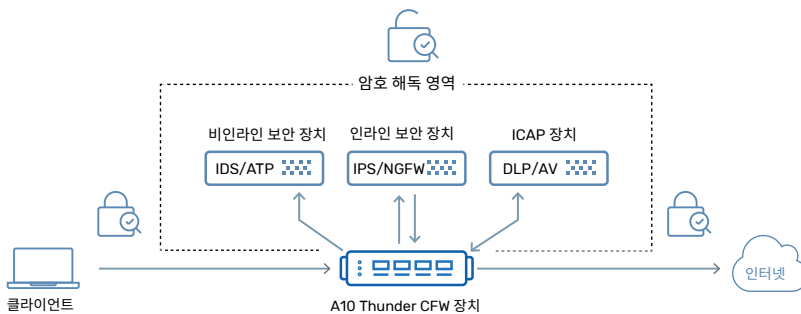 암호 해독 영역
비인라인 보안 장치
인라인 보안 장치
ICAP 장치
IDS/ATP
IPS/NGFW
DLP/AV
클라이언트
A10 Thunder CFW 장치
인터넷